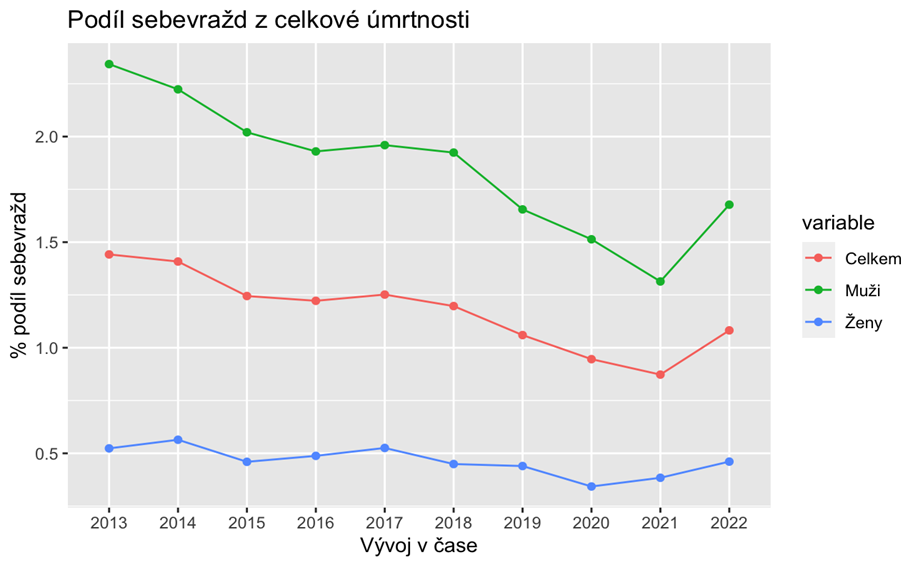 Podíl sebevražd z celkové úmrtnosti
% podíl sebevražd
2.0
1.5
1.0
0.5
2013 2014 2015 2016 2017 2018 2019 2020 2021 2022
Vývoj v čase
variable
Celkem
Muži
Ženy